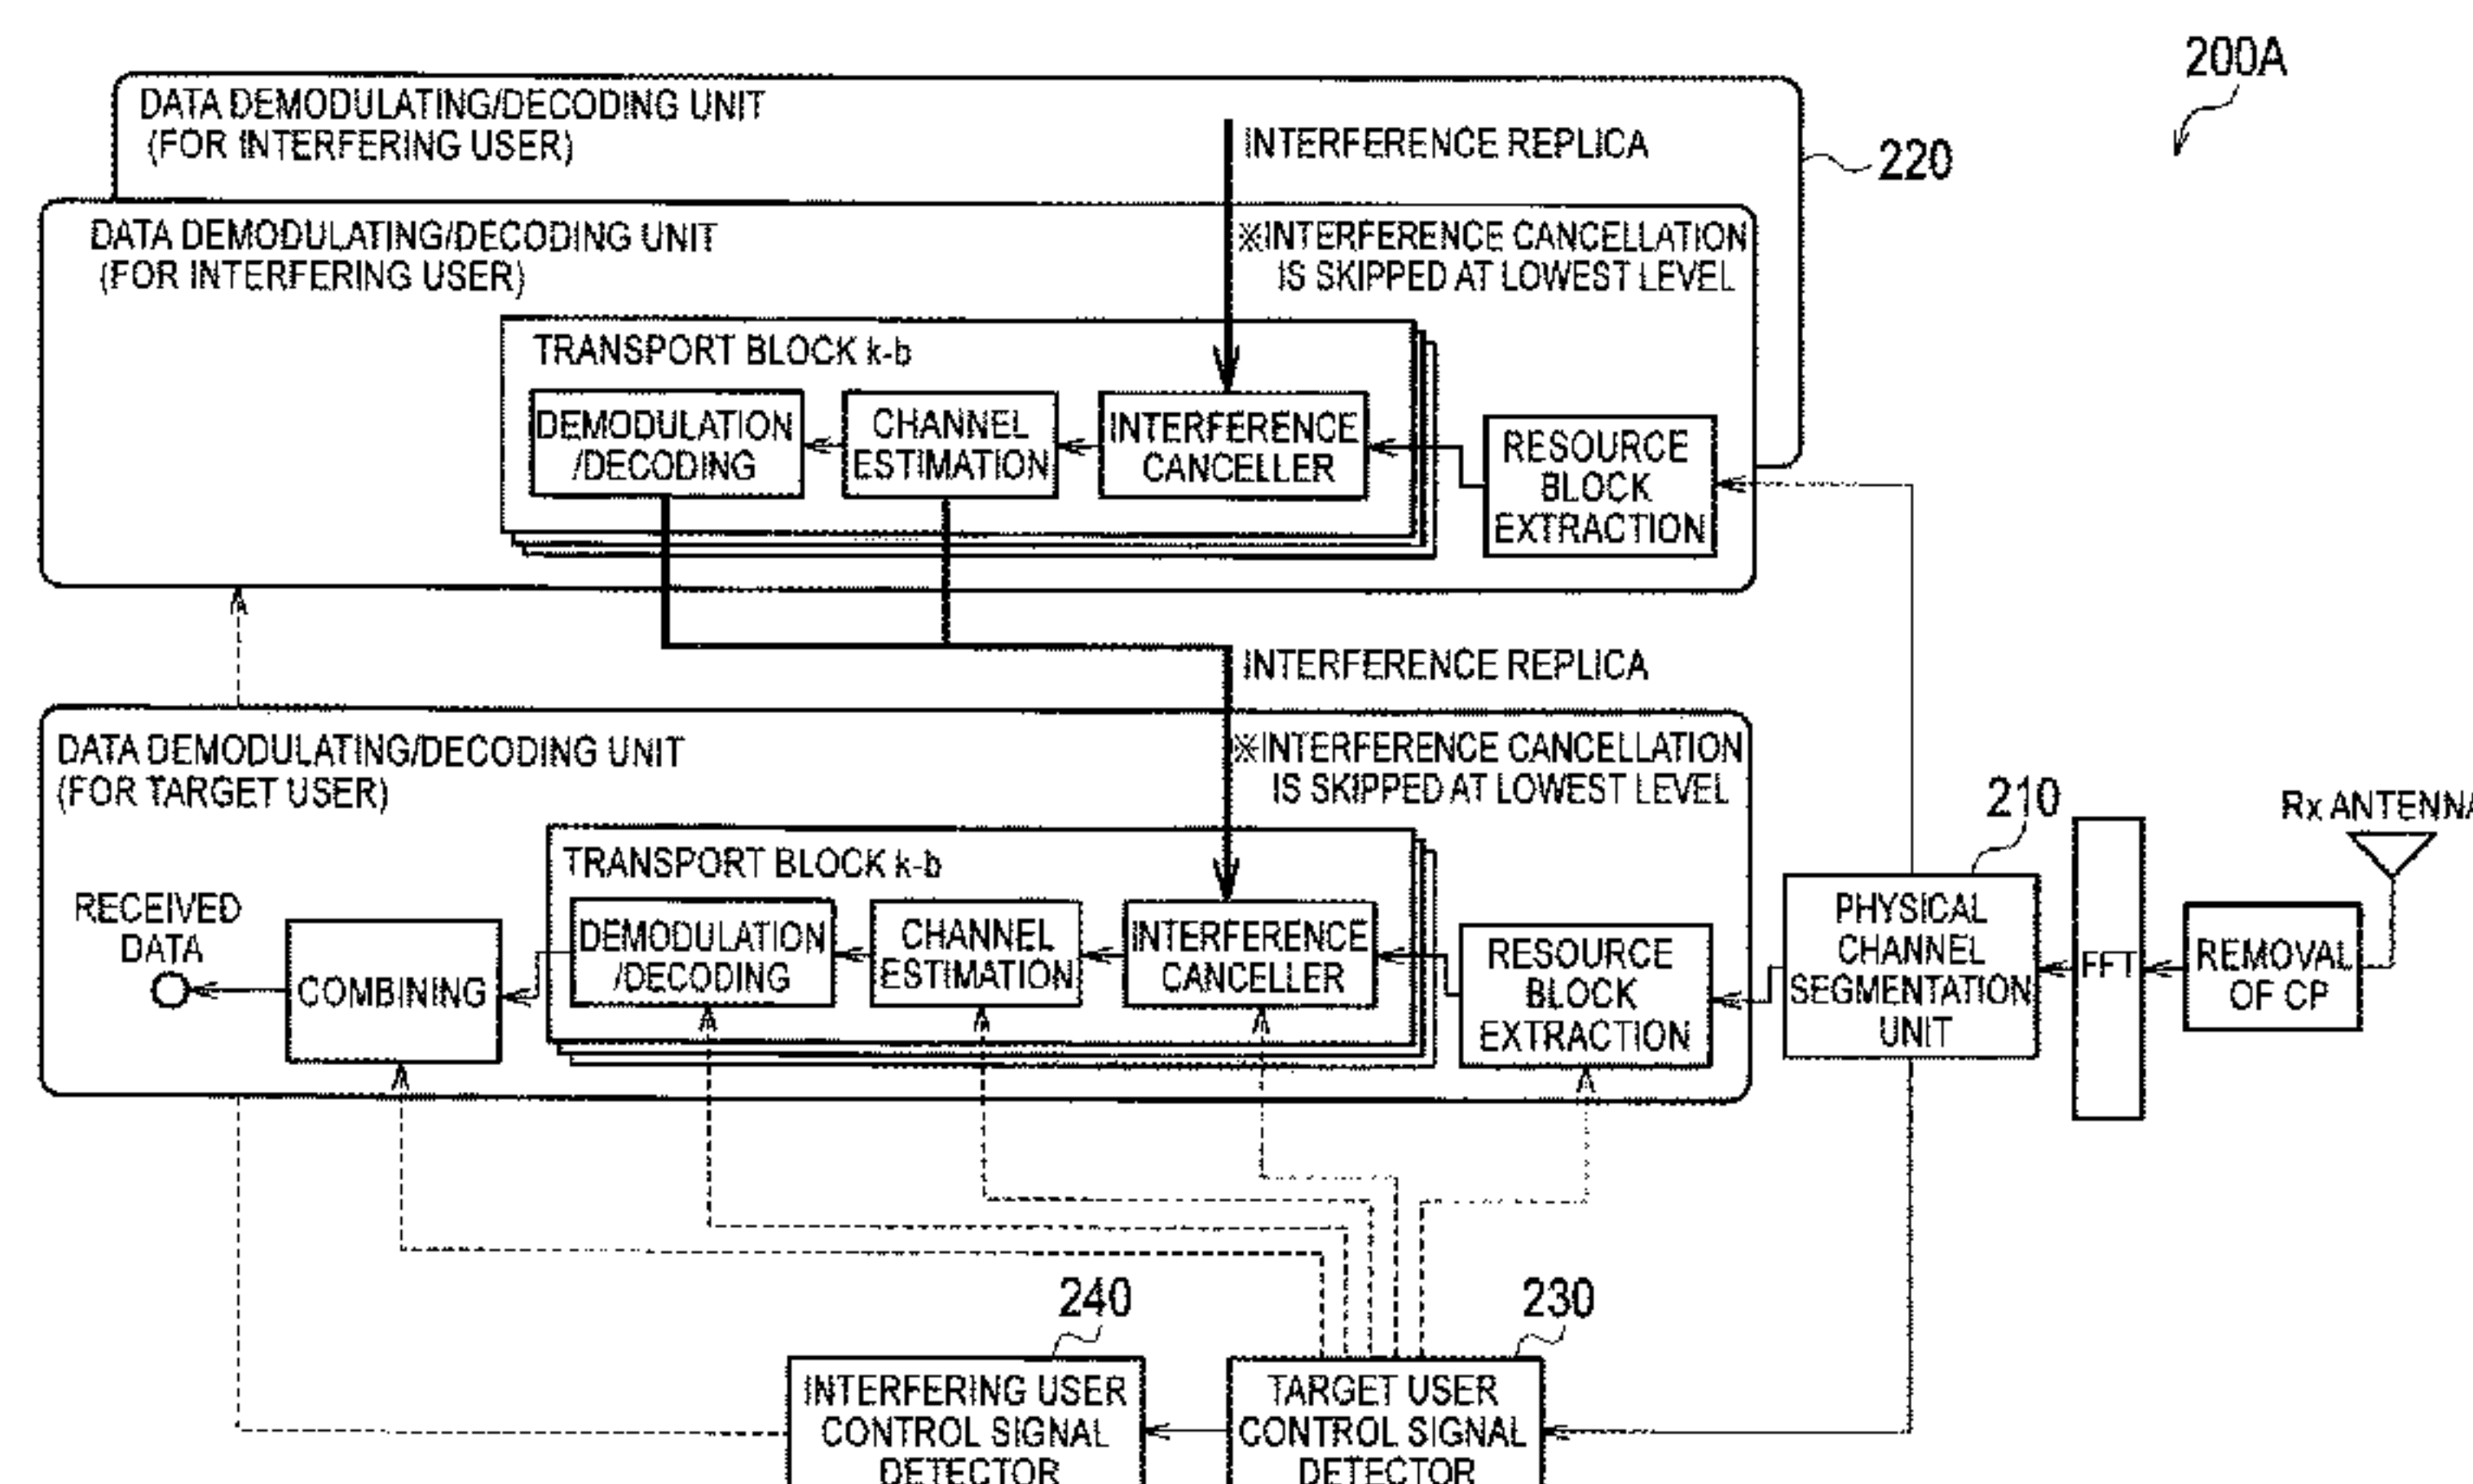 200A
DATA DEMODULATING/DECODING UNIT
(FOR INTERFERING USER)
INTERFERENCE REPLICA
220
DATA DEMODULATING/DECODING UNIT
(FOR INTERFERING USER)
※INTERFERENCE CANCELLATION
IS SKIPPED AT LOWEST LEVEL
TRANSPORT BLOCK k-b
DEMODULATION
/DECODING
CHANNEL
ESTIMATION
INTERFERENCE
CANCELLER
RESOURCE
BLOCK
EXTRACTION
INTERFERENCE REPLICA
DATA DEMODULATING/DECODING UNIT
(FOR TARGET USER)
※INTERFERENCE CANCELLATION
IS SKIPPED AT LOWEST LEVEL
TRANSPORT BLOCK k-b
RECEIVED
DATA
COMBINING
DEMODULATION
/DECODING
CHANNEL
ESTIMATION
INTERFERENCE
CANCELLER
RESOURCE
BLOCK
EXTRACTION
210
PHYSICAL
CHANNEL
SEGMENTATION
UNIT
FFT
REMOVAL
OF CP
Rx ANTENNA
240
INTERFERING USER
CONTROL SIGNAL
DETECTOR
230
TARGET USER
CONTROL SIGNAL
DETECTOR